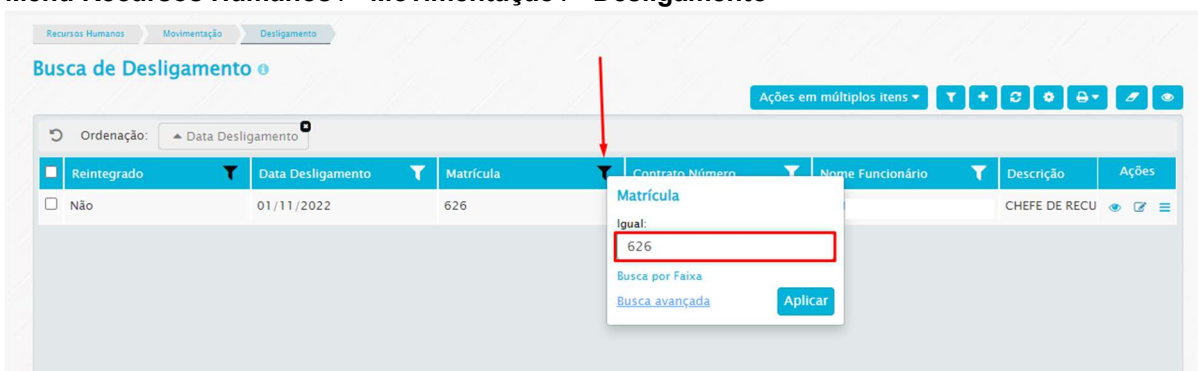 Recursos Humanos Movimentação Desligamento
Busca de Desligamento
Ações em múltiplos itens
Ordenação: Data Desligamento
Reintegrado Data Desligamento Matrícula Contrato Número Nome Funcionário Descrição Ações
Não 01/11/2022 626 CHEFE DE RECU
Matrícula
Igual:
626
Busca por Faixa
Busca avançada Aplicar